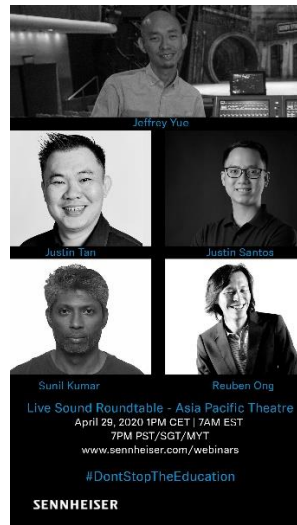 Jeffrey Yue
Justin Tan
Justin Santos
Sunil Kumar
Reuben Ong
Live Sound Roundtable - Asia Pacific Theatre
April 29, 2020 1PM CET | 7AM EST
7PM PST/SGT/MYT
www.sennheiser.com/webinars
#DontStopTheEducation
SENNHEISER